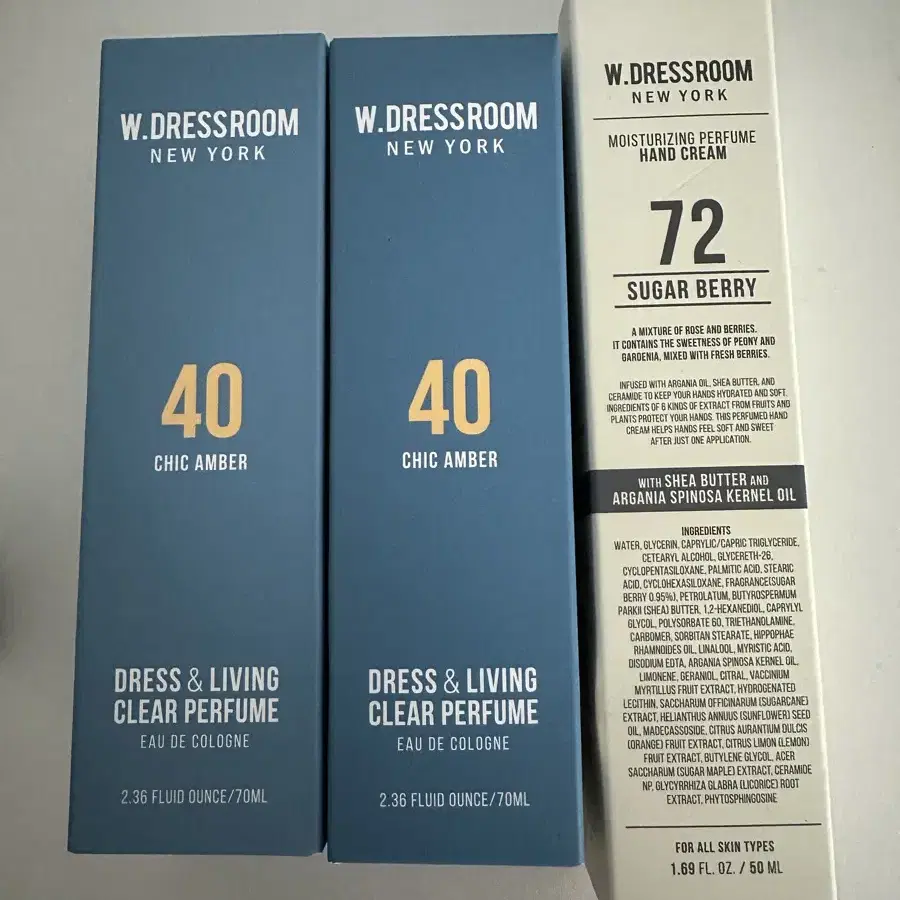 W.DRESSROOM
NEW YORK
40
CHIC AMBER
DRESS & LIVING
CLEAR PERFUME
EAU DE COLOGNE
2.36 FLUID OUNCE/70ML
W.DRESSROOM
NEW YORK
40
CHIC AMBER
DRESS & LIVING
CLEAR PERFUME
EAU DE COLOGNE
2.36 FLUID OUNCE/70ML
W.DRESSROOM
NEW YORK
MOISTURIZING PERFUME
HAND CREAM
72
SUGAR BERRY
A MIXTURE OF ROSE AND BERRIES.
IT CONTAINS THE SWEETNESS OF PEONY AND
GARDENIA, MIXED WITH FRESH BERRIES.
INFUSED WITH ARGANIA OIL, SHEA BUTTER, AND
CERAMIDE TO KEEP YOUR HANDS HYDRATED AND SOFT.
INGREDIENTS OF 6 KINDS OF EXTRACT FROM FRUITS AND
PLANTS PROTECT YOUR HANDS. THIS PERFUMED HAND
CREAM HELPS HANDS FEEL SOFT AND SWEET
AFTER JUST ONE APPLICATION.
WITH SHEA BUTTER AND
ARGANIA SPINOSA KERNEL OIL
INGREDIENTS
WATER, GLYCERIN, CAPRYLIC/CAPRIC TRIGLYCERIDE,
CETEARYL ALCOHOL, GLYCERETH-26,
CYCLOPENTASILOXANE, PALMITIC ACID, STEARIC
ACID, CYCLOHEXASILOXANE, FRAGRANCE(SUGAR
BERRY 0.95%), PETROLATUM, BUTYROSPERMUM
PARKII (SHEA) BUTTER, 1,2-HEXANEDIOL, CAPRYLYL
GLYCOL, POLYSORBATE 60, TRIETHANOLAMINE,
CARBOMER, SORBITAN STEARATE, HIPPOPHAE
RHAMNOIDES OIL, LINALOOL, MYRISTIC ACID,
DISODIUM EDTA, ARGANIA SPINOSA KERNEL OIL,
LIMONENE, GERANIOL, CITRAL, VACCINIUM
MYRTILLUS FRUIT EXTRACT, HYDROGENATED
LECITHIN, SACCHARUM OFFICINARUM (SUGARCANE)
EXTRACT, HELIANTHUS ANNUUS (SUNFLOWER) SEED
OIL, MADECASSOSIDE, CITRUS AURANTIUM DULCIS
(ORANGE) FRUIT EXTRACT, CITRUS LIMON (LEMON)
FRUIT EXTRACT, BUTYLENE GLYCOL, ACER
SACCHARUM (SUGAR MAPLE) EXTRACT, CERAMIDE
NP, GLYCYRRHIZA GLABRA (LICORICE) ROOT
EXTRACT, PHYTOSPHINGOSINE
FOR ALL SKIN TYPES
1.69 FL. OZ. / 50 ML